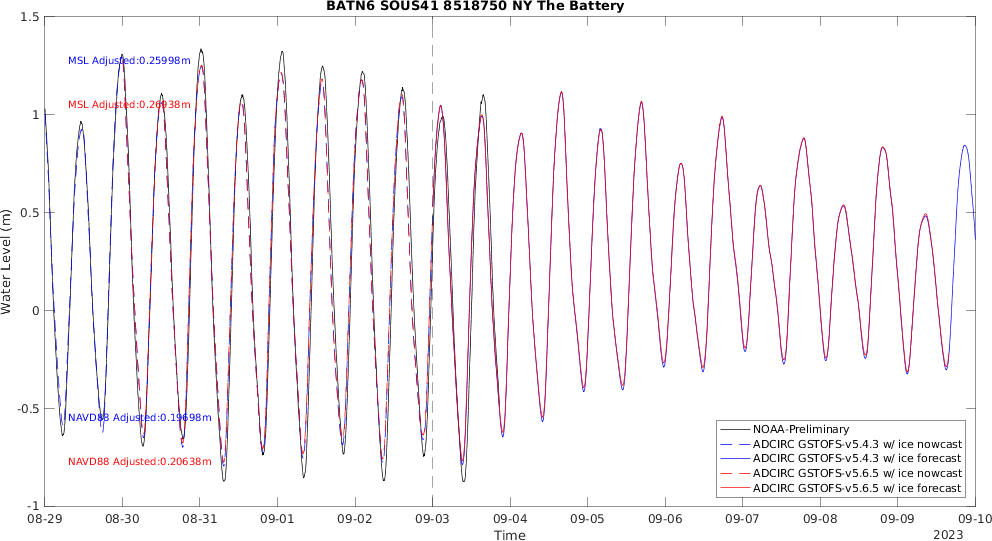 BATN6 SOUS41 8518750 NY The Battery
1.5
1
0.5
0
-0.5
-1
Water Level (m)
MSL Adjusted:0.25998m
MSL Adjusted:0.26938m
NAVD88 Adjusted:0.19698m
NAVD88 Adjusted:0.20638m
NOAA-Preliminary
ADCIRC GSTOFS-v5.4.3 w/ ice nowcast
ADCIRC GSTOFS-v5.4.3 w/ ice forecast
ADCIRC GSTOFS-v5.6.5 w/ ice nowcast
ADCIRC GSTOFS-v5.6.5 w/ ice forecast
08-29 08-30 08-31 09-01 09-02 09-03 09-04 09-05 09-06 09-07 09-08 09-09 09-10
Time
2023